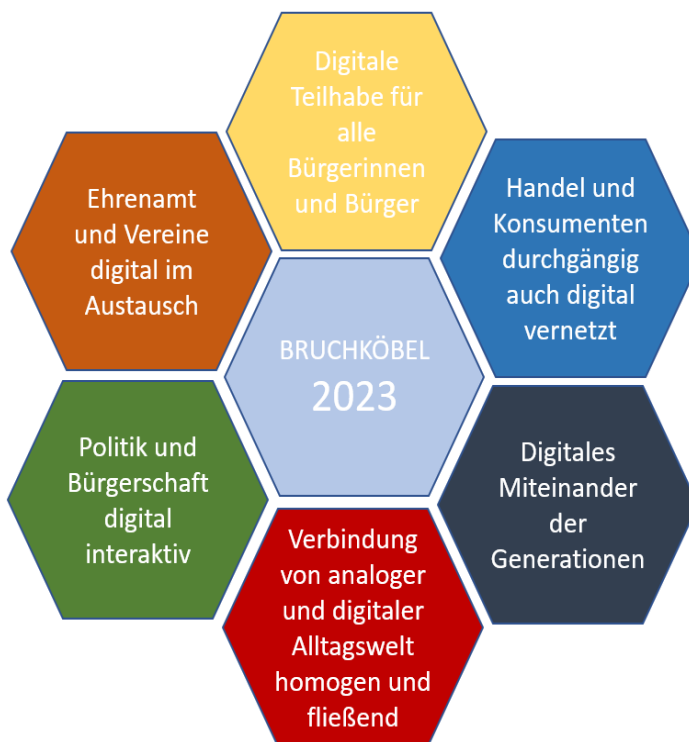 Digitale
Teilhabe für
alle
Bürgerinnen
und Bürger
Ehrenamt
und Vereine
digital im
Austausch
Handel und
Konsumenten
durchgängig
auch digital
vernetzt
BRUCHKÖBEL
2023
Politik und
Bürgerschaft
digital
interaktiv
Digitales
Miteinander
der
Generationen
Verbindung
von analoger
und digitaler
Alltagswelt
homogen und
fließend